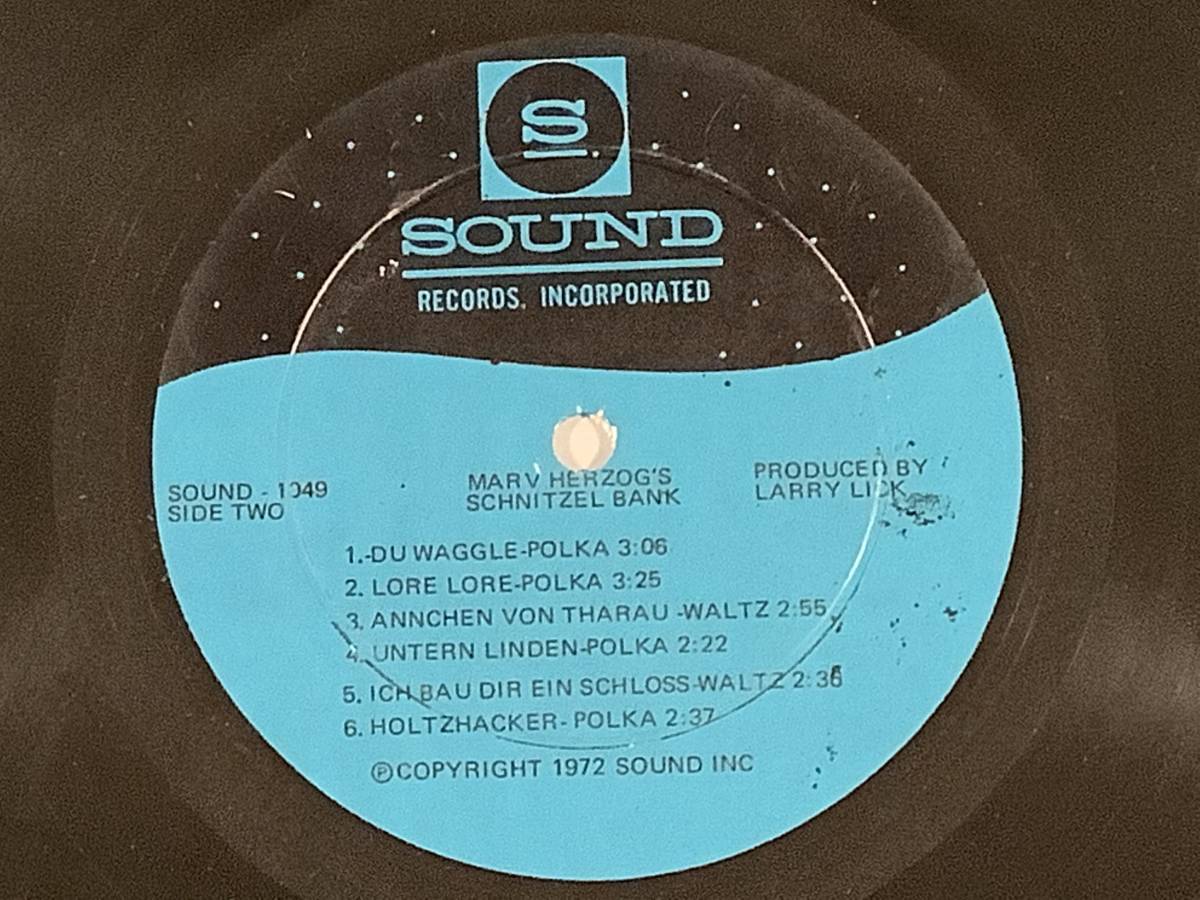 S
SOUND
RECORDS, INCORPORATED
SOUND - 1049
SIDE TWO
MARV HERZOG'S
SCHNITZEL BANK
PRODUCED BY
LARRY LICK
1.-DU WAGGLE-POLKA 3:06
2. LORE LORE-POLKA 3:25
3. ANNCHEN VON THARAU -WALTZ 2:55
4. UNTERN LINDEN-POLKA 2:22
5. ICH BAU DIR EIN SCHLOSS-WALTZ 2:36
6. HOLTZHACKER- POLKA 2:37
℗COPYRIGHT 1972 SOUND INC